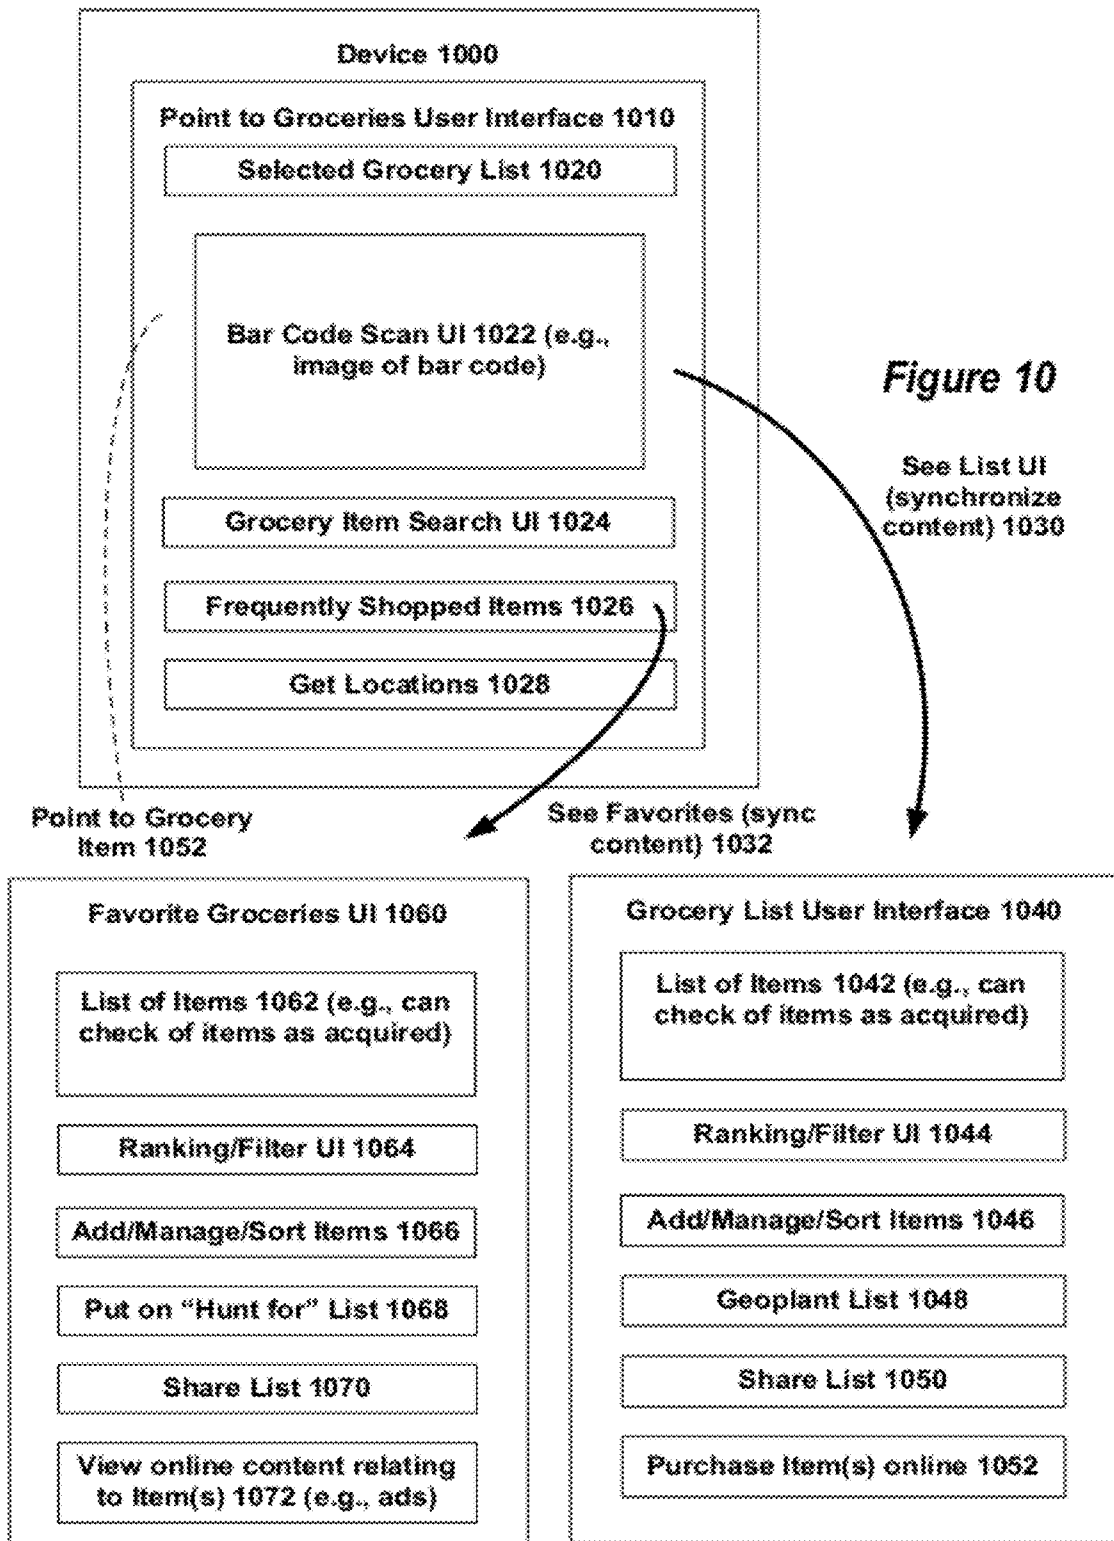 Device 1000
Point to Groceries User Interface 1010
Selected Grocery List 1020
Bar Code Scan UI 1022 (e.g.,
image of bar code)
Figure 10
See List UI
(synchronize
content) 1030
Grocery Item Search UI 1024
Frequently Shopped Items 1026
Get Locations 1028
Point to Grocery
Item 1052
See Favorites (sync
content) 1032
Favorite Groceries UI 1060
List of Items 1062 (e.g., can
check of items as acquired)
Ranking/Filter UI 1064
Add/Manage/Sort Items 1066
Put on “Hunt for” List 1068
Share List 1070
View online content relating
to Item(s) 1072 (e.g., ads)
Grocery List User Interface 1040
List of Items 1042 (e.g., can
check of items as acquired)
Ranking/Filter UI 1044
Add/Manage/Sort Items 1046
Geoplant List 1048
Share List 1050
Purchase Item(s) online 1052